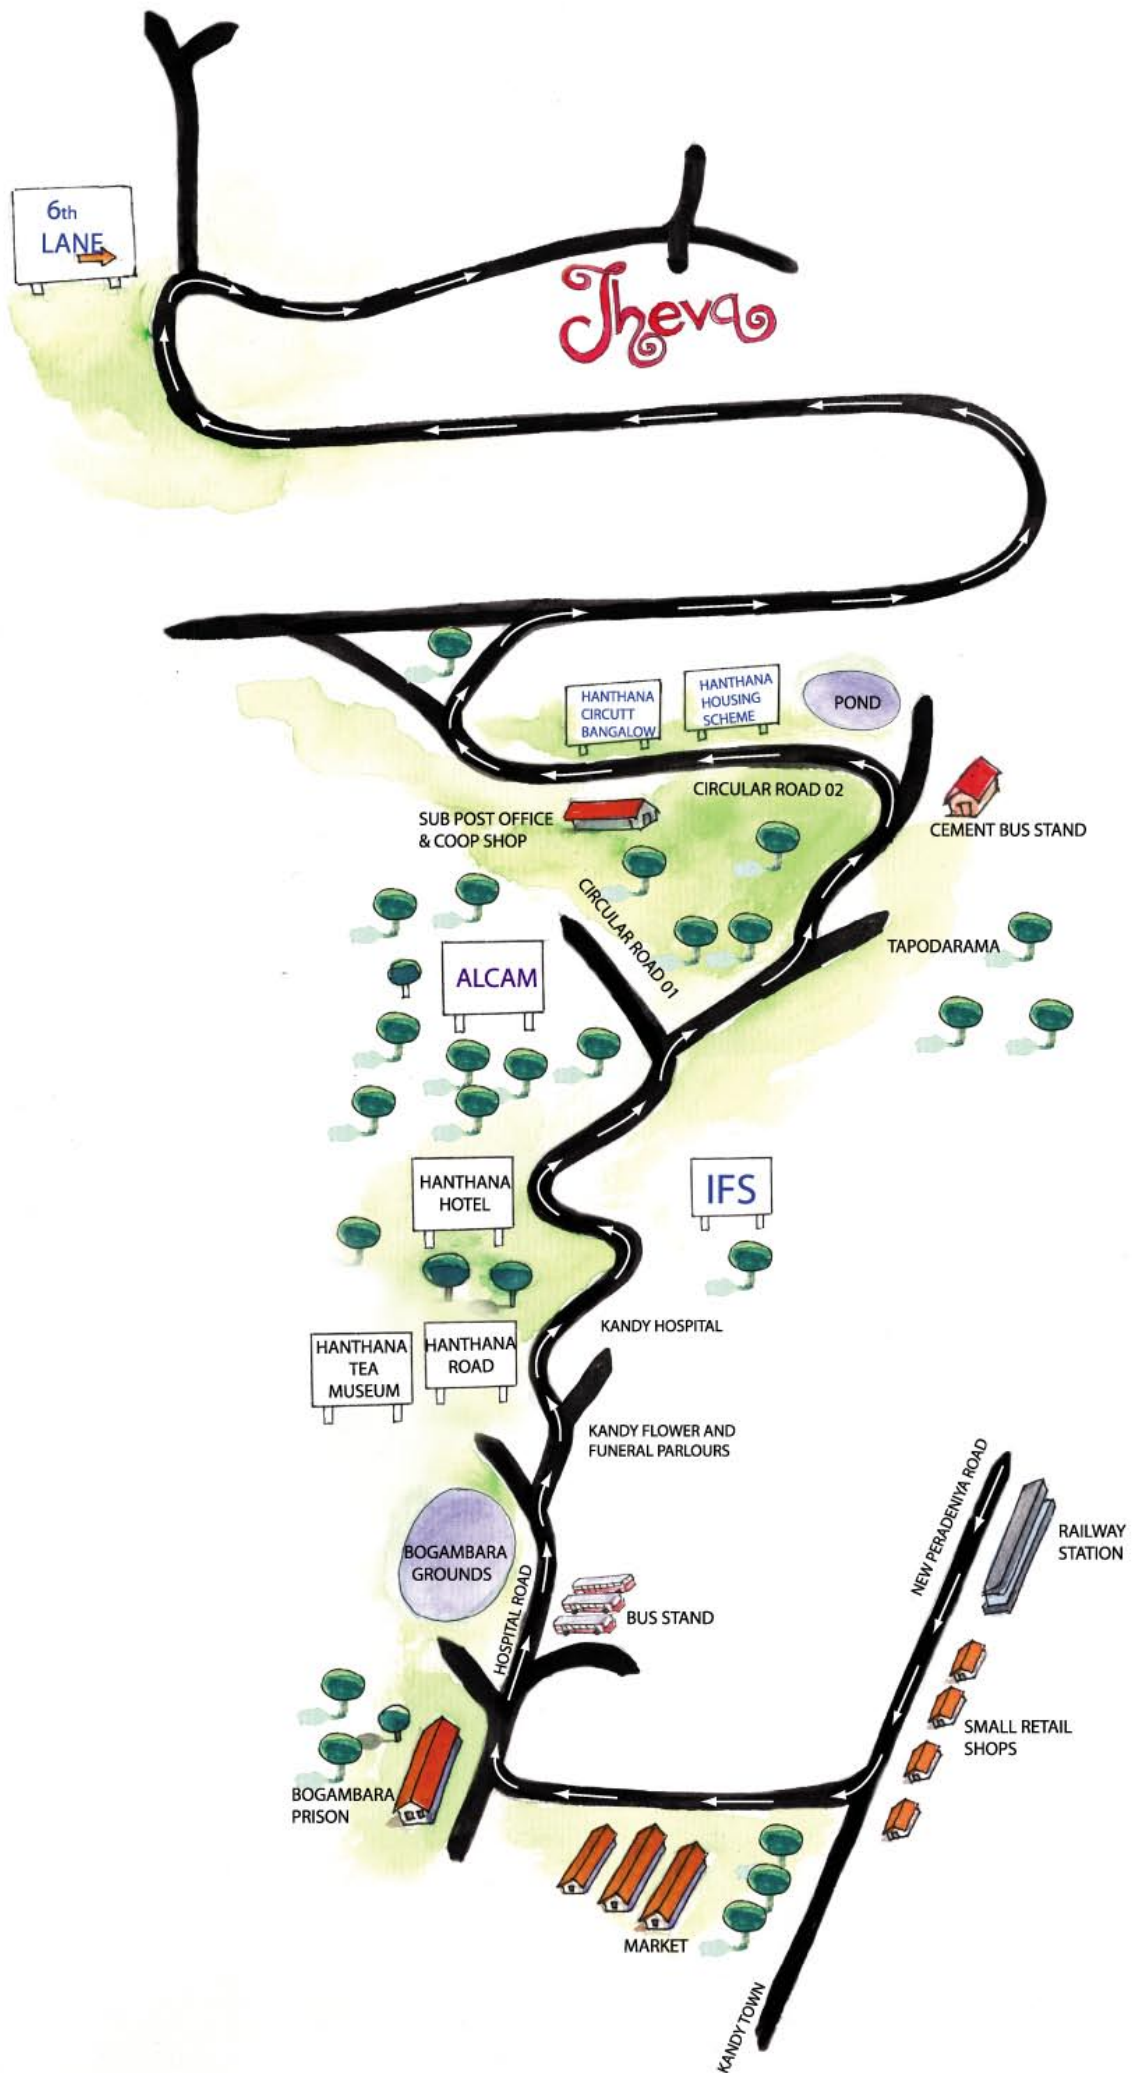 6th
LANE
Jheva
HANTHANA
CIRCUTT
BANGALOW
HANTHANA
HOUSING
SCHEME
POND
CIRCULAR ROAD 02
SUB POST OFFICE
& COOP SHOP
CEMENT BUS STAND
CIRCULAR ROAD 01
TAPODARAMA
ALCAM
HANTHANA
HOTEL
IFS
KANDY HOSPITAL
HANTHANA
TEA
MUSEUM
HANTHANA
ROAD
KANDY FLOWER AND
FUNERAL PARLOURS
NEW PERADENIYA ROAD
RAILWAY
STATION
BOGAMBARA
GROUNDS
HOSPITAL ROAD
BUS STAND
SMALL RETAIL
SHOPS
BOGAMBARA
PRISON
MARKET
KANDY TOWN